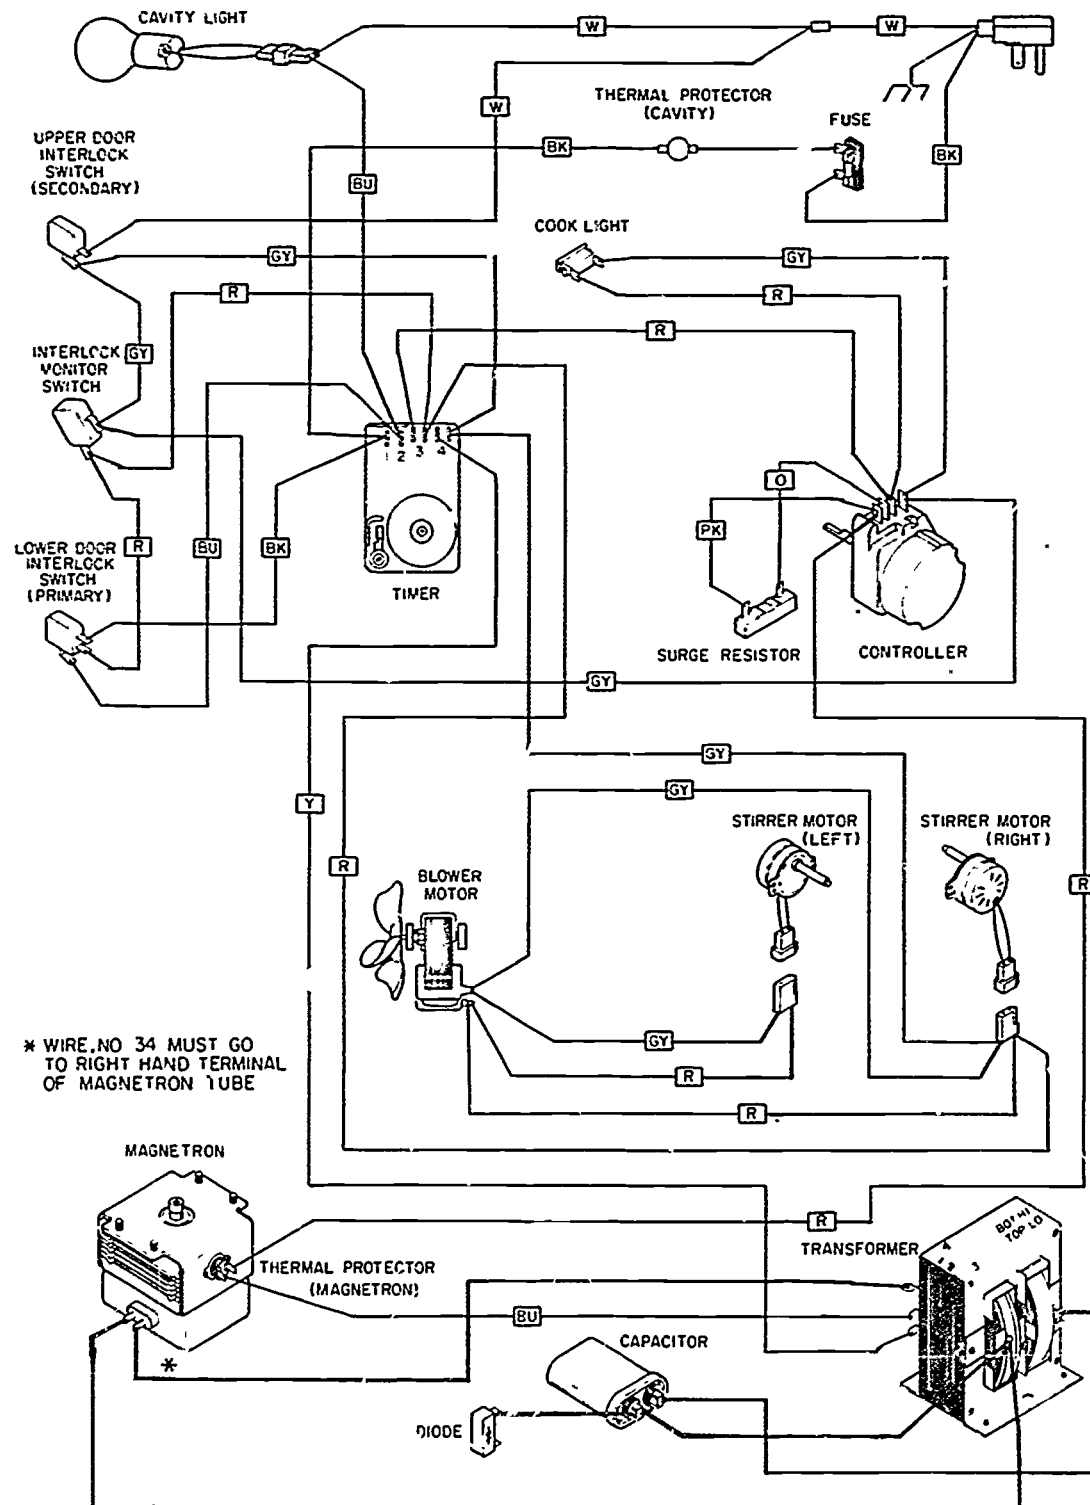 CAVITY LIGHT
W
W
W
THERMAL PROTECTOR
(CAVITY)
FUSE
UPPER DOOR
INTERLOCK
SWITCH
(SECONDARY)
BK
BK
BU
COOK LIGHT
GY
GY
R
R
R
INTERLOCK
MONITOR
SWITCH
GY
1
2
3
4
O
PK
LOWER DOOR
INTERLOCK
SWITCH
(PRIMARY)
R
BU
BK
TIMER
SURGE RESISTOR
CONTROLLER
GY
GY
GY
Y
STIRRER MOTOR
(LEFT)
STIRRER MOTOR
(RIGHT)
R
BLOWER
MOTOR
R
* WIRE,NO 34 MUST GO
TO RIGHT HAND TERMINAL
OF MAGNETRON TUBE
GY
R
R
MAGNETRON
R
THERMAL PROTECTOR
(MAGNETRON)
TRANSFORMER
TOP LO
BU
*
CAPACITOR
DIODE